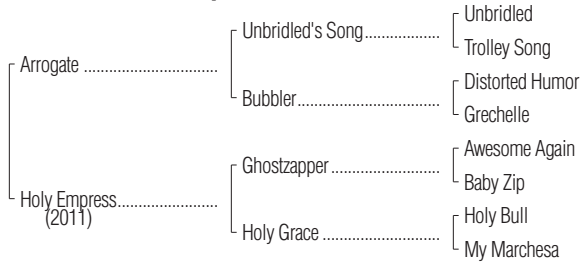 Unbridled
Unbridled's Song..................
Trolley Song
Arrogate ...............................
Distorted Humor
Bubbler.................................
Grechelle
Awesome Again
Ghostzapper .........................
Baby Zip
Holy Empress.......................
(2011)
Holy Bull
Holy Grace ...........................
My Marchesa